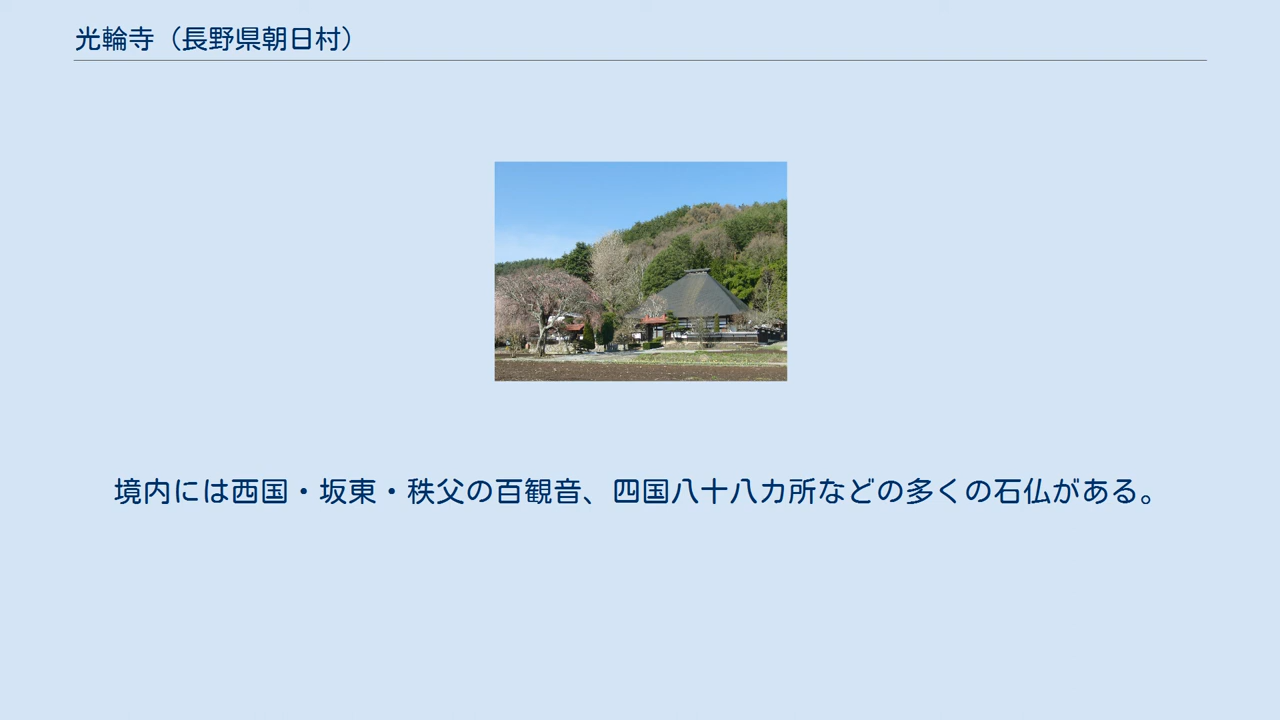 光輪寺（長野県朝日村）
境内には西国・坂東・秩父の百観音、四国八十八カ所などの多くの石仏がある。